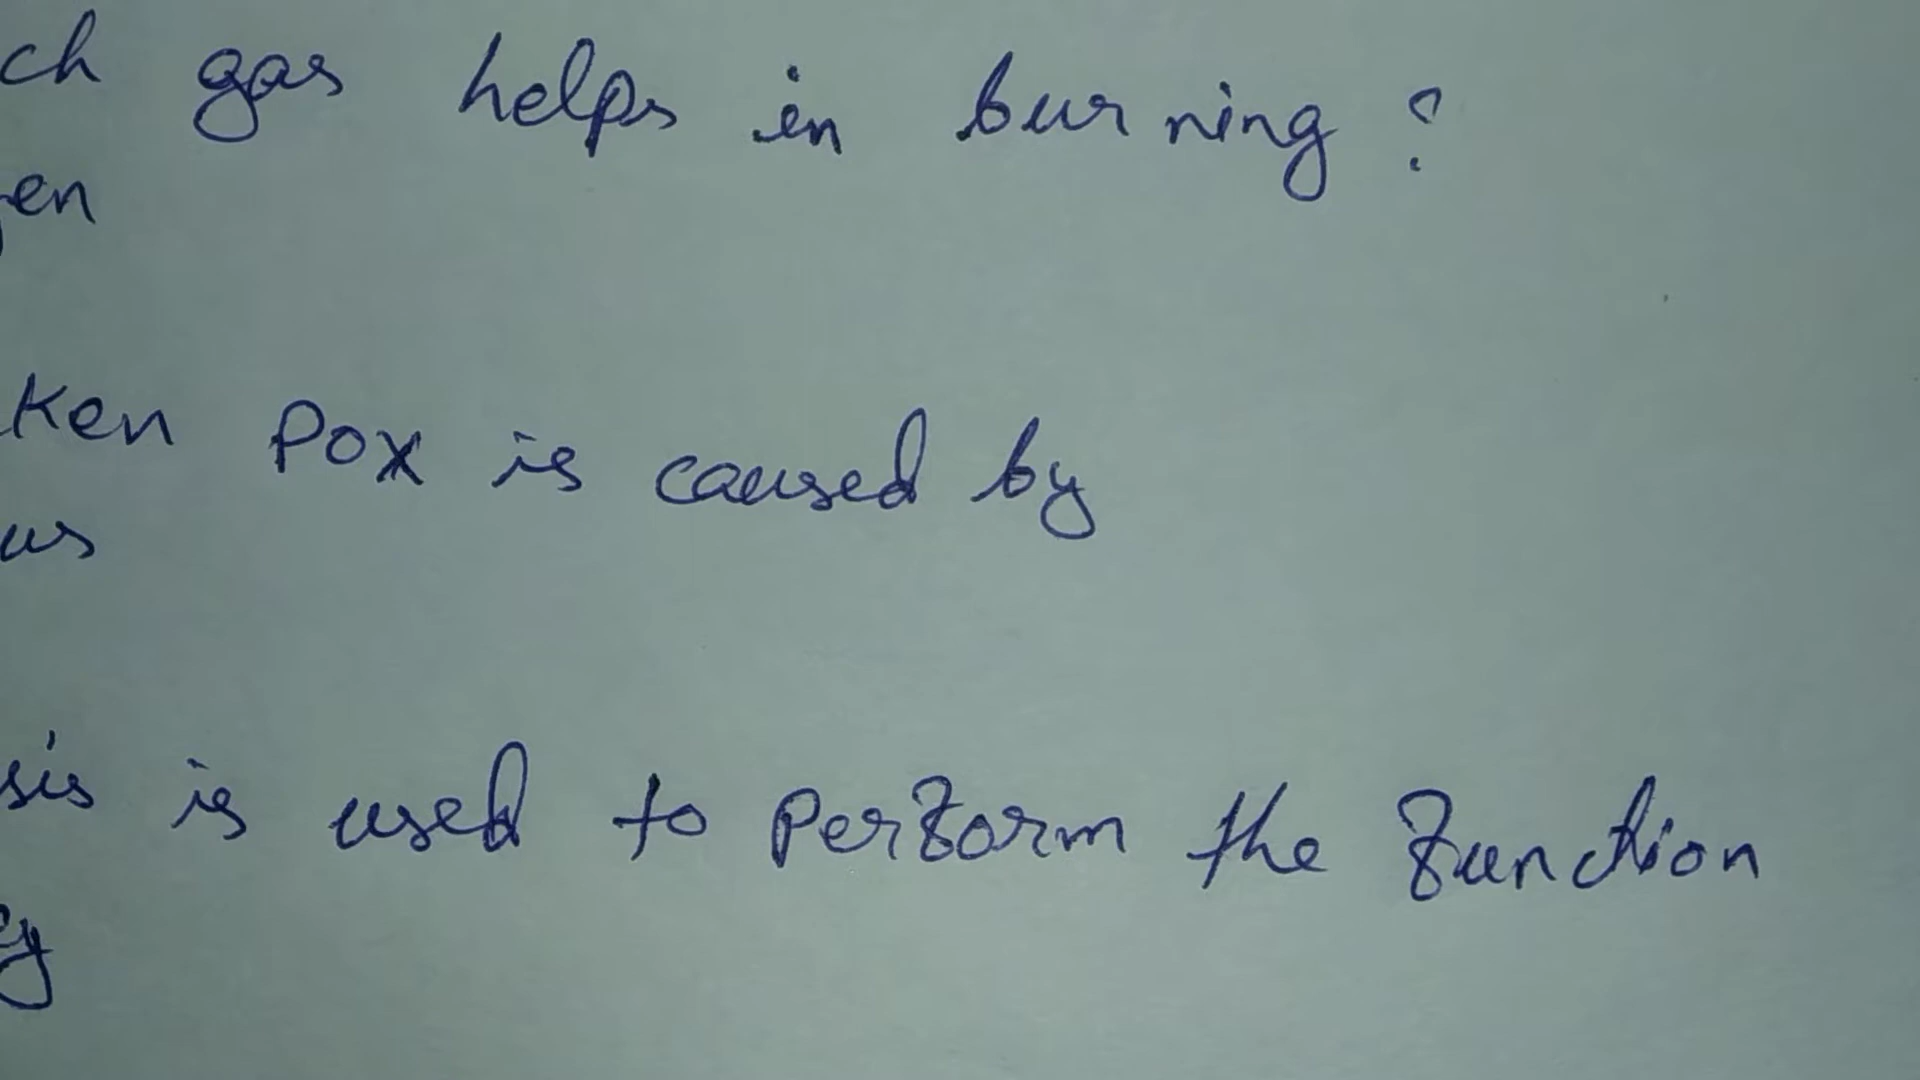 ch gas helps in burning?
en
ken Pox is caused by
us
sis is used to Perform the function
ey